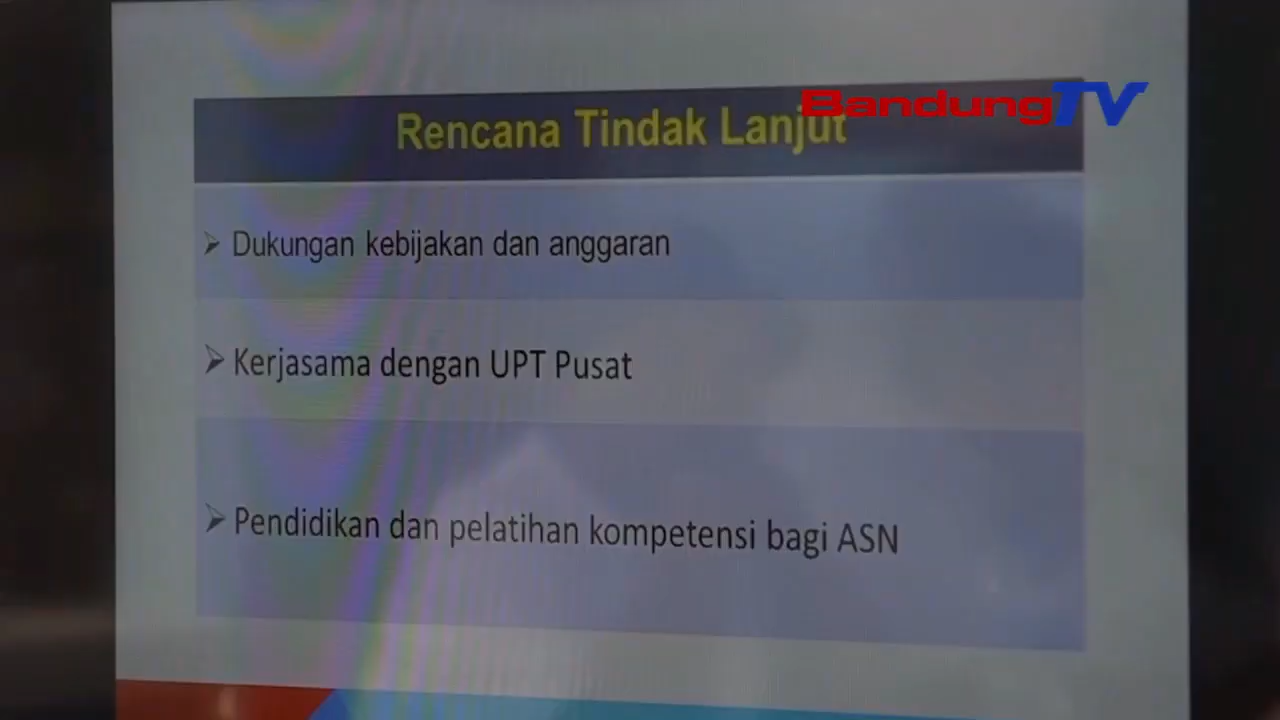 BandungTV
Rencana Tindak Lanjut
Dukungan kebijakan dan anggaran
Kerjasama dengan UPT Pusat
Pendidikan dan pelatihan kompetensi bagi ASN